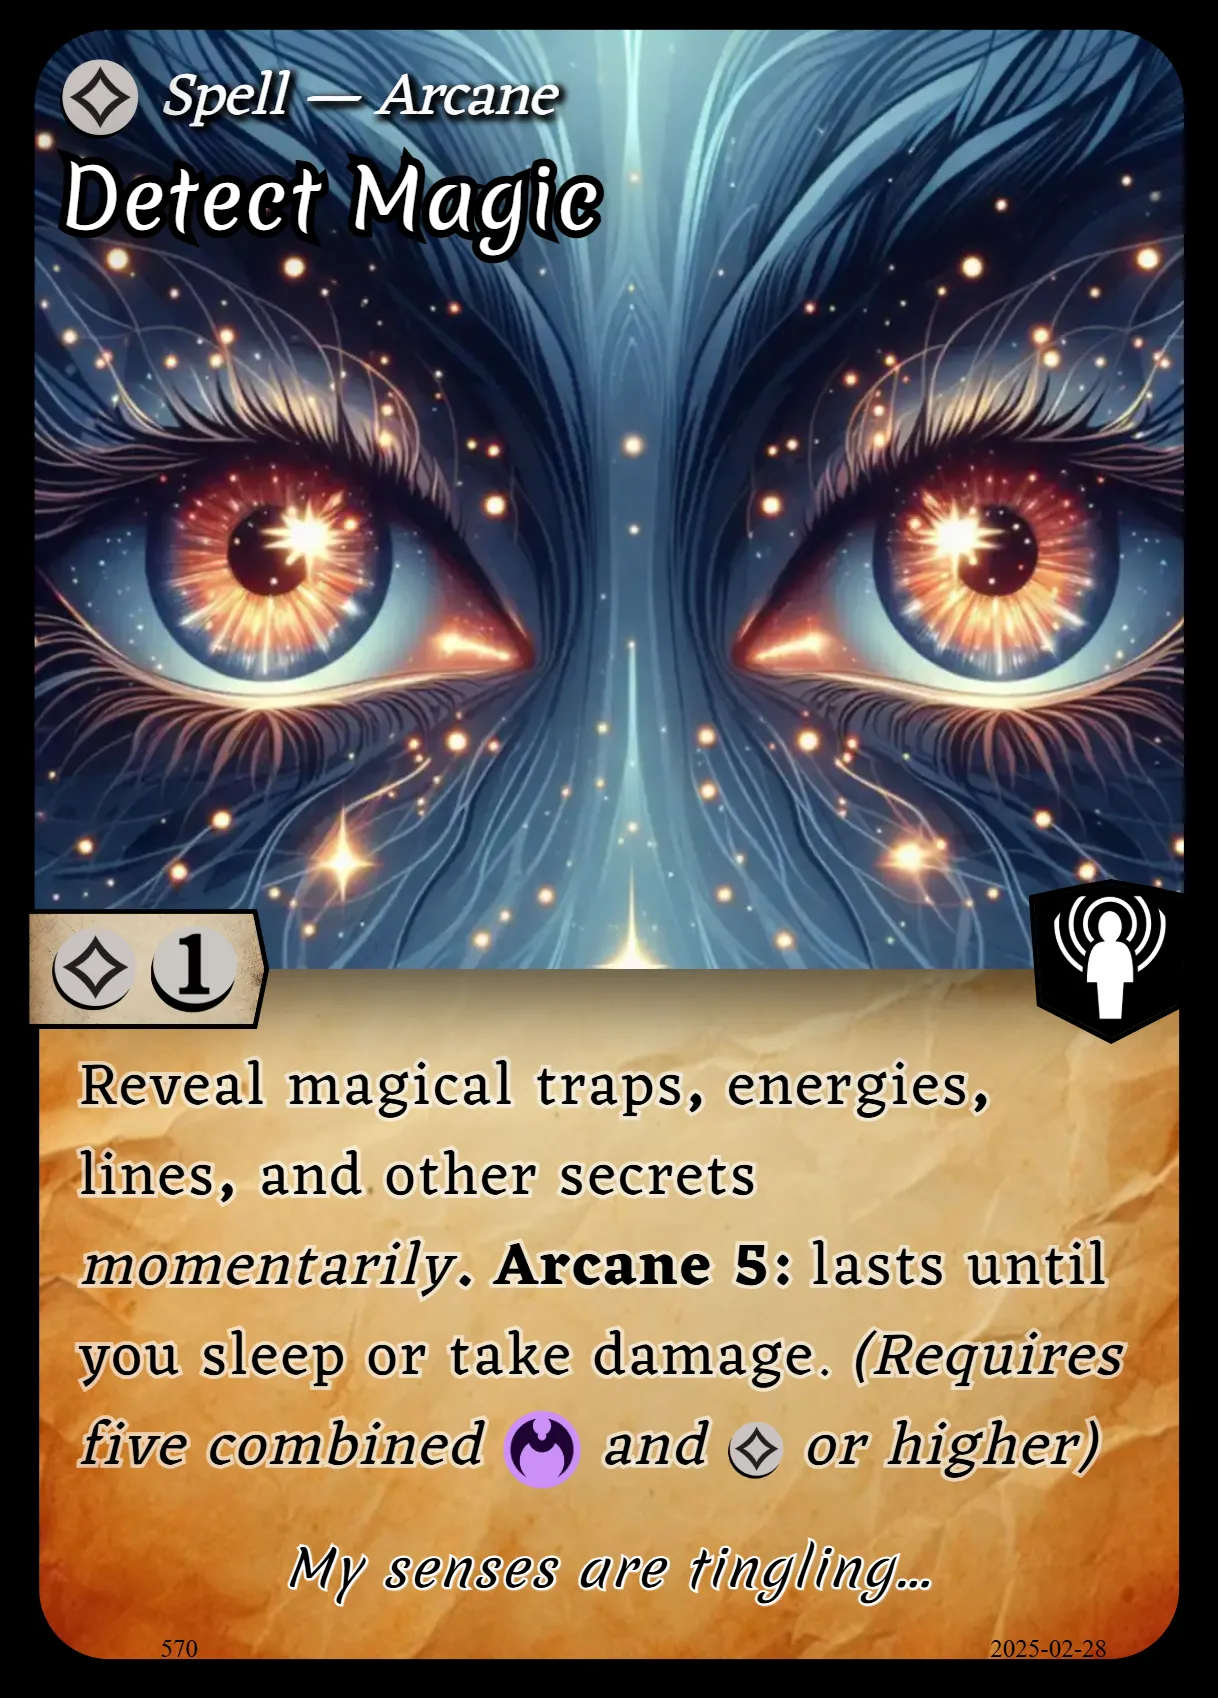 Spell — Arcane
Detect Magic
1
Reveal magical traps, energies,
lines, and other secrets
momentarily. Arcane 5: lasts until
you sleep or take damage. (Requires
five combined and or higher)
My senses are tingling...
570
2025-02-28